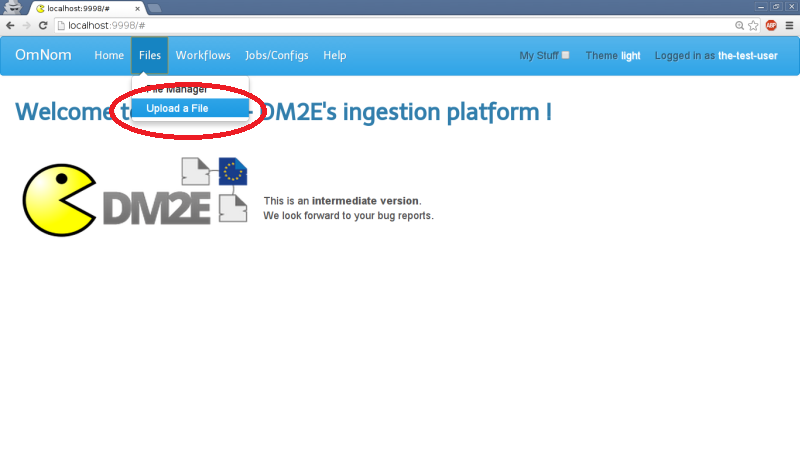 localhost:9998/#
localhost:9998/#
ABP
OmNom Home Files Workflows Jobs/Configs Help My Stuff Theme light Logged in as the-test-user
File Manager
Upload a File
Welcome - DM2E's ingestion platform !
DM2E
This is an intermediate version.
We look forward to your bug reports.